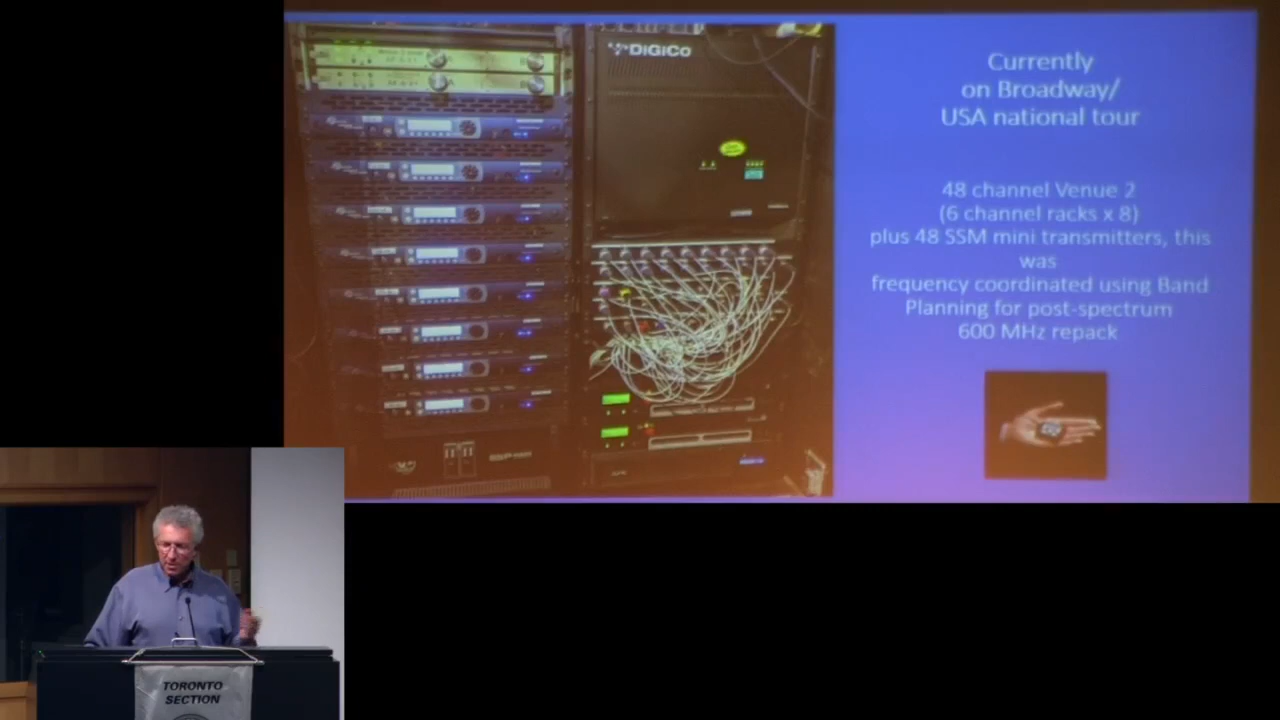 DiGiCo
Currently
on Broadway/
USA national tour
48 channel Venue 2
(6 channel racks x 8)
plus 48 SSM mini transmitters, this
was
frequency coordinated using Band
Planning for post-spectrum
600 MHz repack
TORONTO
SECTION